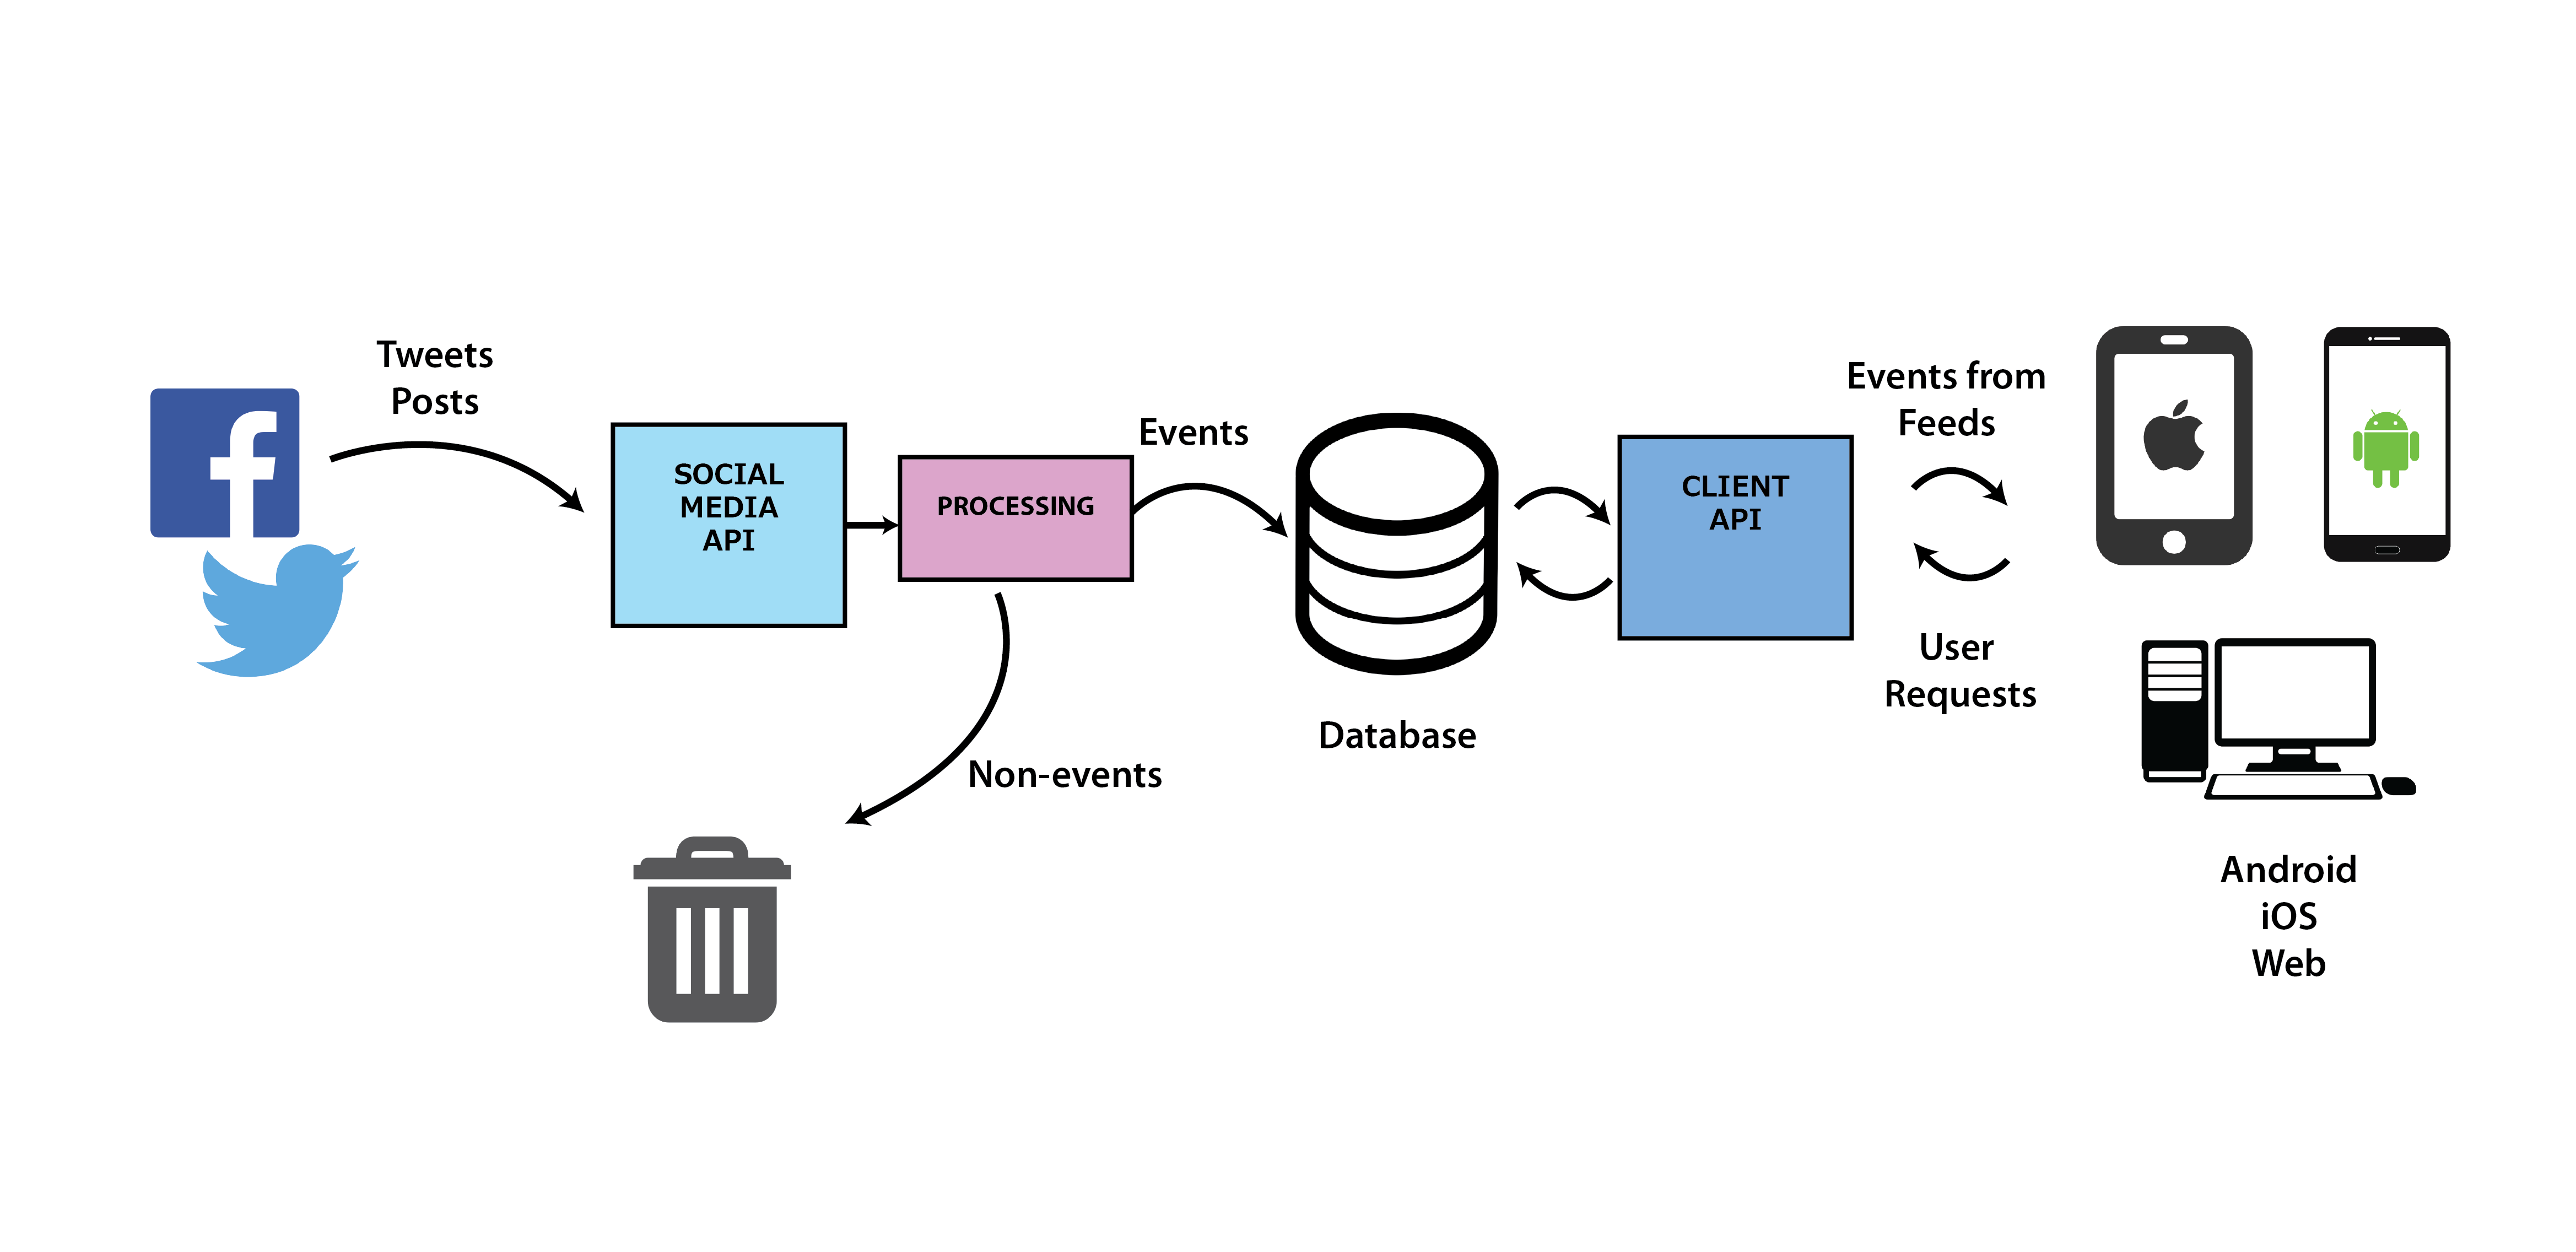 Tweets
Posts
SOCIAL
MEDIA
API
PROCESSING
Events
Non-events
Database
CLIENT
API
Events from
Feeds
User
Requests
Android
iOS
Web